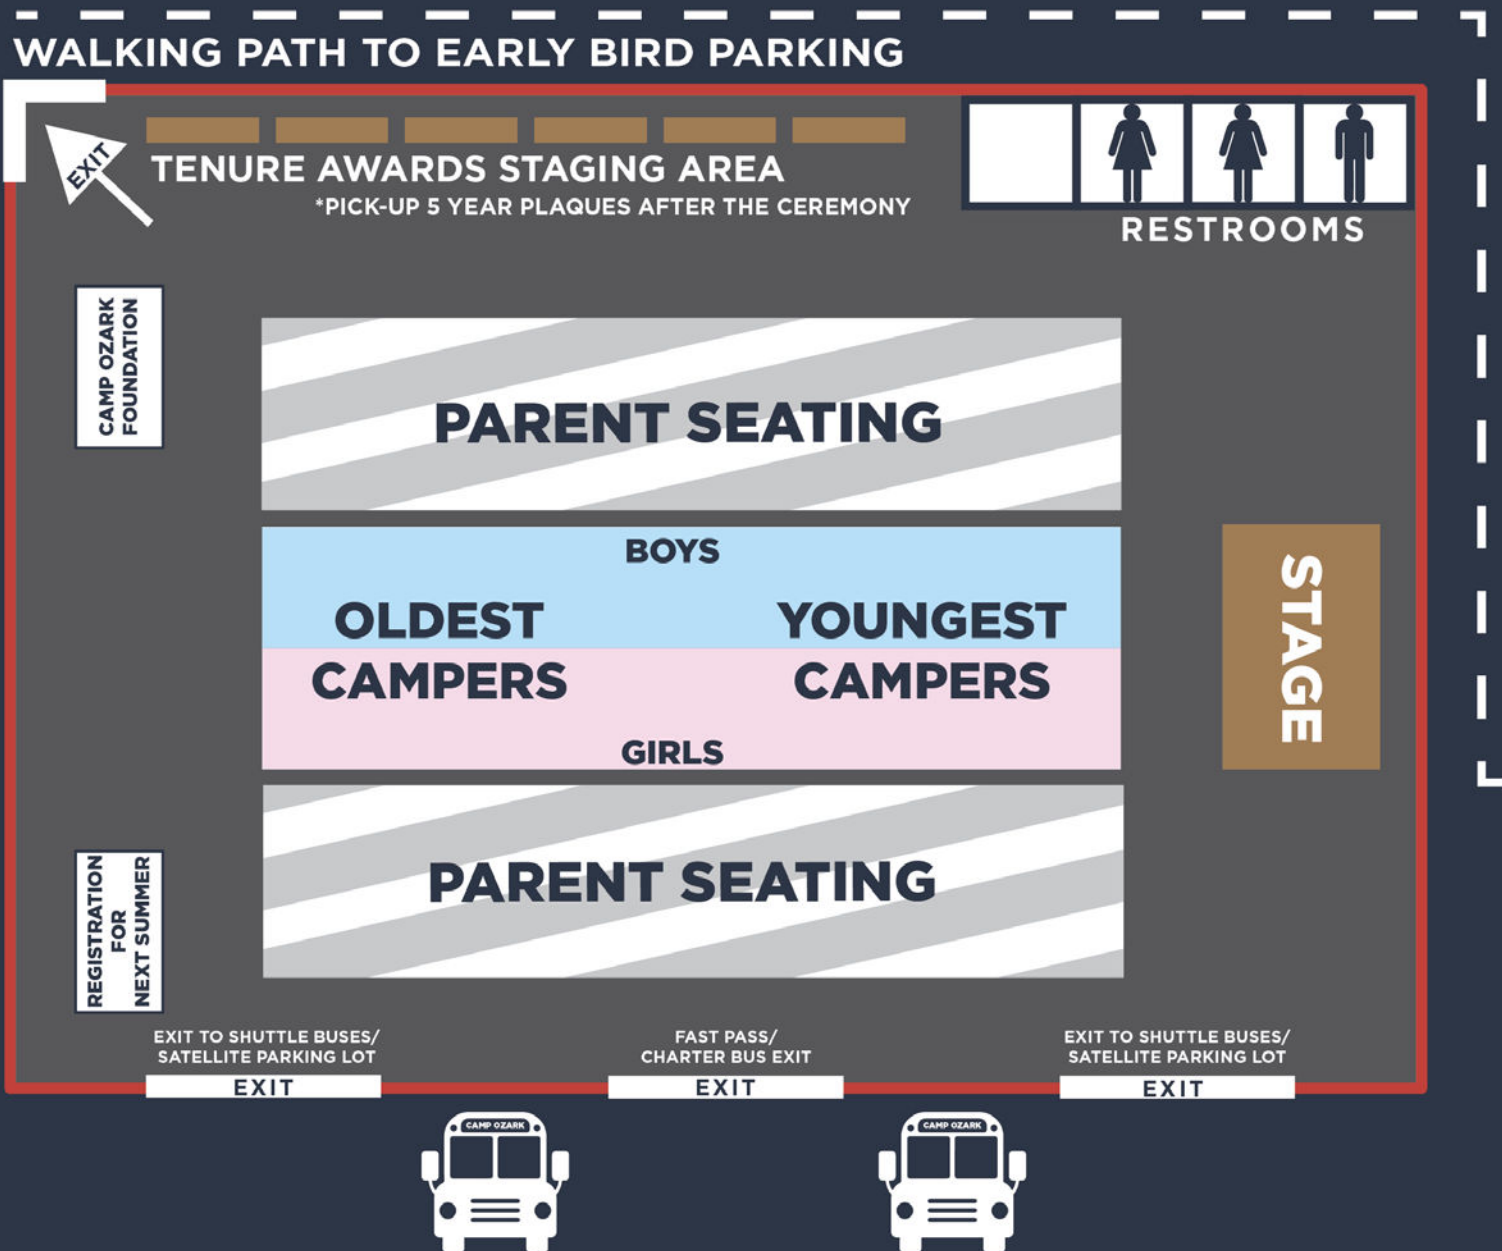 WALKING PATH TO EARLY BIRD PARKING
EXIT
TENURE AWARDS STAGING AREA
*PICK-UP 5 YEAR PLAQUES AFTER THE CEREMONY
RESTROOMS
CAMP OZARK
FOUNDATION
PARENT SEATING
BOYS
OLDEST
CAMPERS
YOUNGEST
CAMPERS
GIRLS
STAGE
PARENT SEATING
REGISTRATION
FOR
NEXT SUMMER
EXIT TO SHUTTLE BUSES/
SATELLITE PARKING LOT
EXIT
FAST PASS/
CHARTER BUS EXIT
EXIT
EXIT TO SHUTTLE BUSES/
SATELLITE PARKING LOT
EXIT
CAMP OZARK
CAMP OZARK